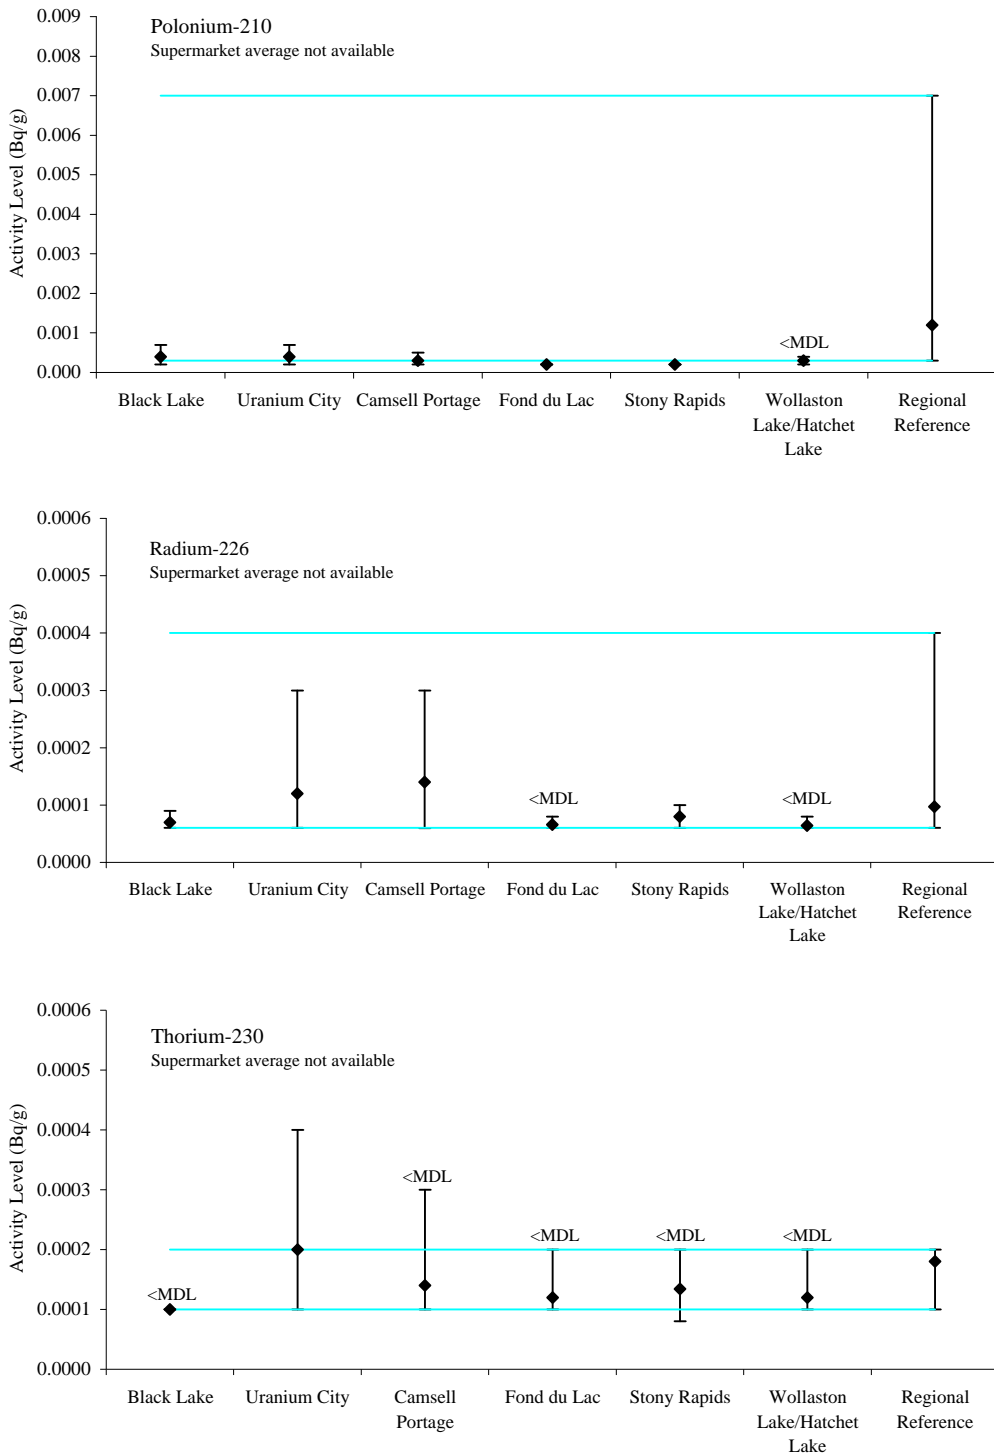 Polonium-210
Supermarket average not available
Activity Level (Bq/g)
0.009
0.008
0.007
0.006
0.005
0.004
0.003
0.002
0.001
0.000
<MDL
Black Lake Uranium City Camsell Portage Fond du Lac Stony Rapids Wollaston Regional
Lake/Hatchet Reference
Lake
Radium-226
Supermarket average not available
Activity Level (Bq/g)
0.0006
0.0005
0.0004
0.0003
0.0002
0.0001
0.0000
<MDL <MDL
Black Lake Uranium City Camsell Portage Fond du Lac Stony Rapids Wollaston Regional
Lake/Hatchet Reference
Lake
Thorium-230
Supermarket average not available
Activity Level (Bq/g)
0.0006
0.0005
0.0004
0.0003
0.0002
0.0001
0.0000
<MDL
<MDL <MDL <MDL
<MDL
Black Lake Uranium City Camsell Fond du Lac Stony Rapids Wollaston Regional
Portage Lake/Hatchet Reference
Lake